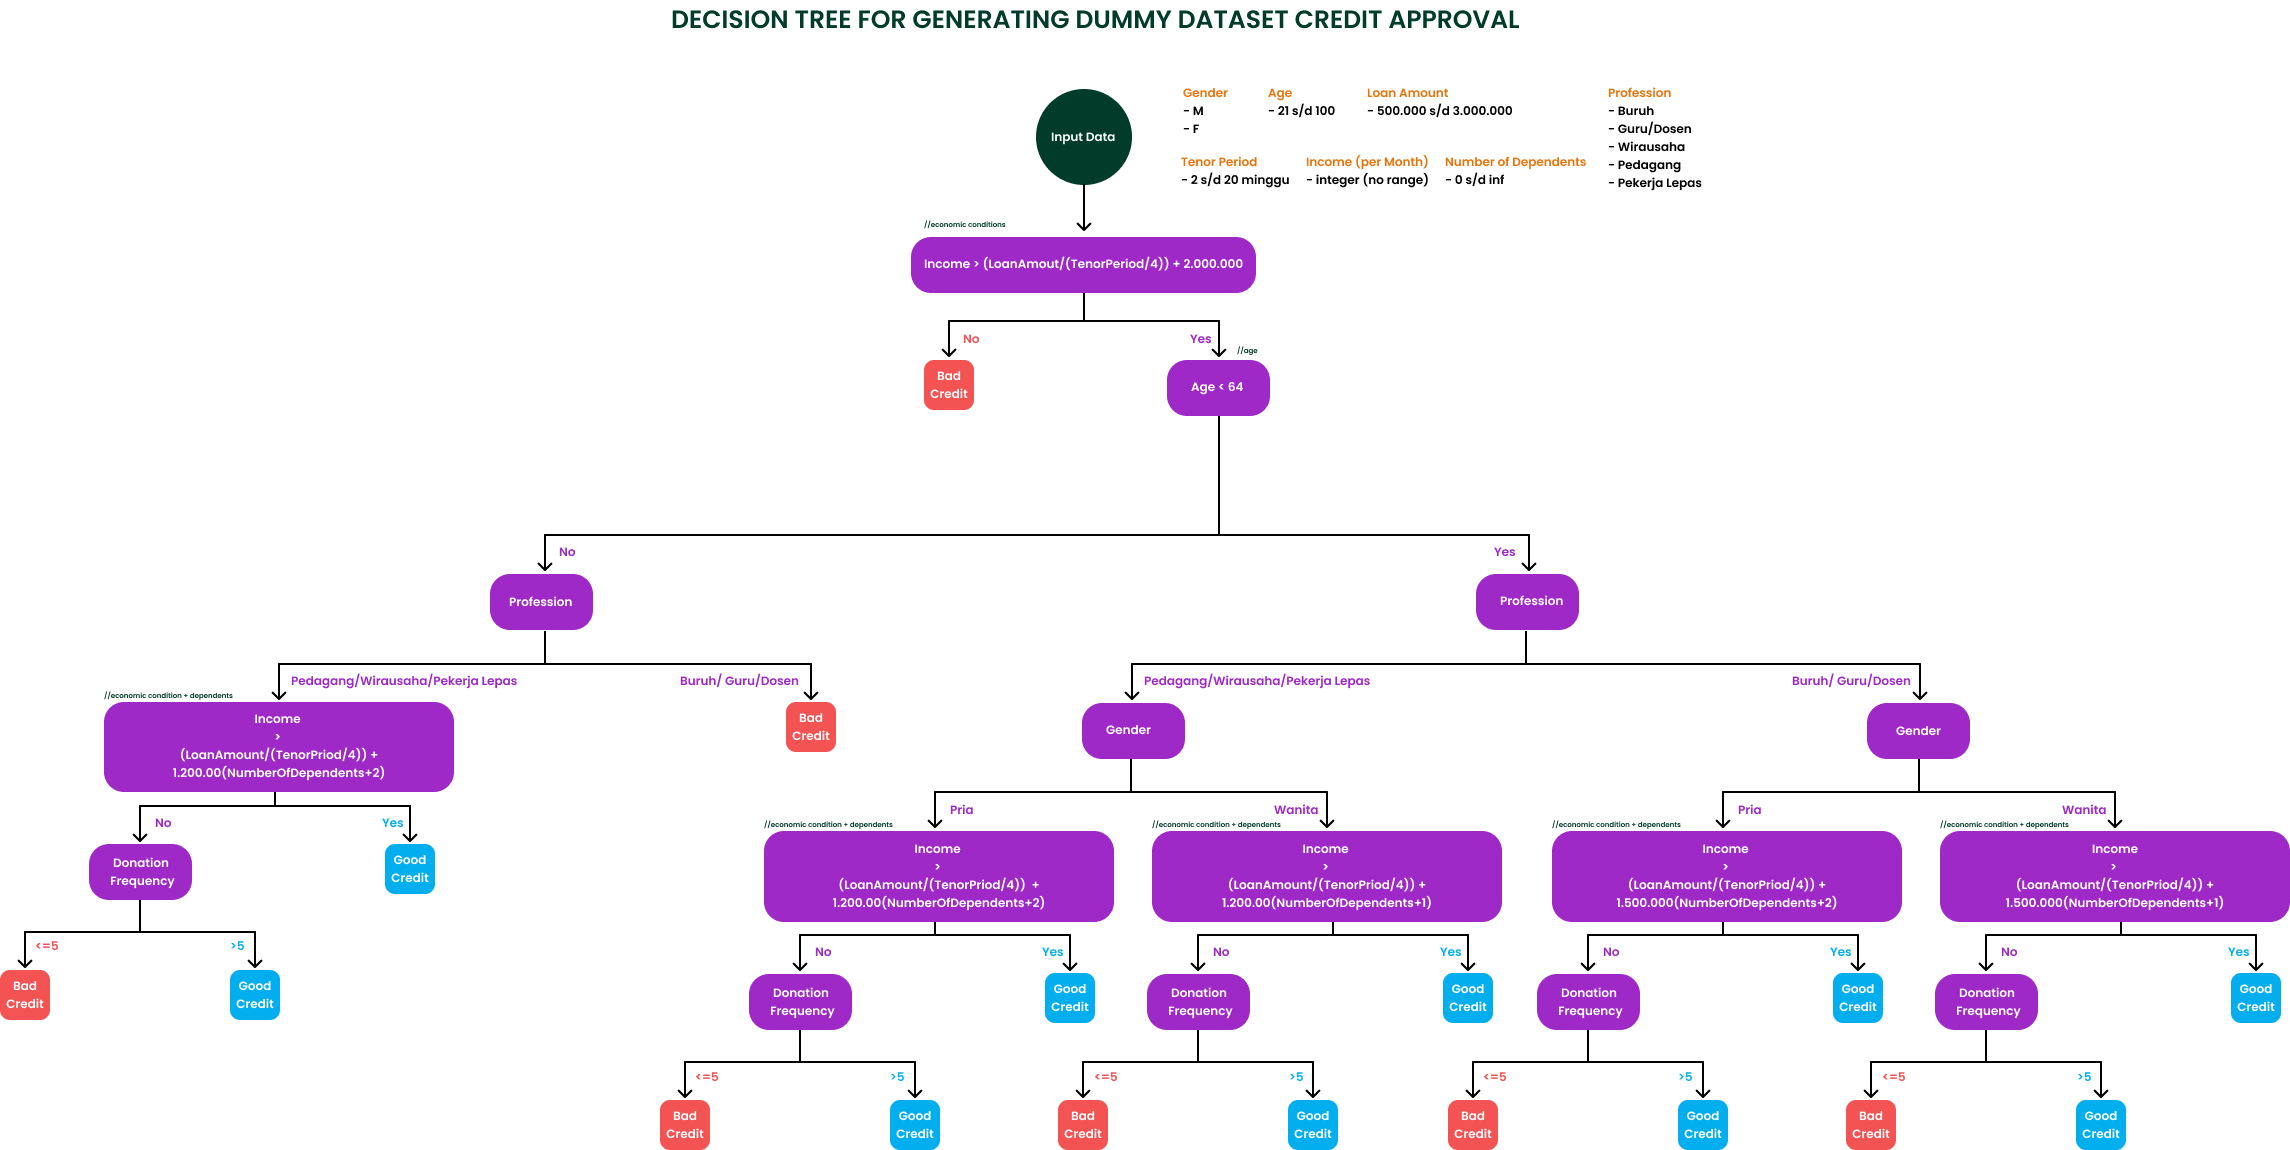 DECISION TREE FOR GENERATING DUMMY DATASET CREDIT APPROVAL
Input Data
Gender
- M
- F
Age
- 21 s/d 100
Loan Amount
- 500.000 s/d 3.000.000
Profession
- Buruh
- Guru/Dosen
- Wirausaha
- Pedagang
- Pekerja Lepas
Tenor Period
- 2 s/d 20 minggu
Income (per Month)
- integer (no range)
Number of Dependents
- 0 s/d inf
//economic conditions
Income > (LoanAmout/(TenorPeriod/4)) + 2.000.000
No
Yes
//age
Bad
Credit
Age < 64
No
Yes
Profession
Profession
Pedagang/Wirausaha/Pekerja Lepas
Buruh/ Guru/Dosen
Pedagang/Wirausaha/Pekerja Lepas
Buruh/ Guru/Dosen
//economic condition + dependents
Income
>
(LoanAmount/(TenorPriod/4)) +
1.200.00(NumberOfDependents+2)
Bad
Credit
Gender
Gender
No
Yes
Donation
Frequency
Good
Credit
Pria
Wanita
Pria
Wanita
//economic condition + dependents
Income
>
(LoanAmount/(TenorPriod/4)) +
1.200.00(NumberOfDependents+2)
//economic condition + dependents
Income
>
(LoanAmount/(TenorPriod/4)) +
1.200.00(NumberOfDependents+1)
//economic condition + dependents
Income
>
(LoanAmount/(TenorPriod/4)) +
1.500.000(NumberOfDependents+2)
//economic condition + dependents
Income
>
(LoanAmount/(TenorPriod/4)) +
1.500.000(NumberOfDependents+1)
<=5
>5
Bad
Credit
Good
Credit
No
Yes
No
Yes
No
Yes
No
Yes
Donation
Frequency
Good
Credit
Donation
Frequency
Good
Credit
Donation
Frequency
Good
Credit
Donation
Frequency
Good
Credit
<=5
>5
<=5
>5
<=5
>5
<=5
>5
Bad
Credit
Good
Credit
Bad
Credit
Good
Credit
Bad
Credit
Good
Credit
Bad
Credit
Good
Credit